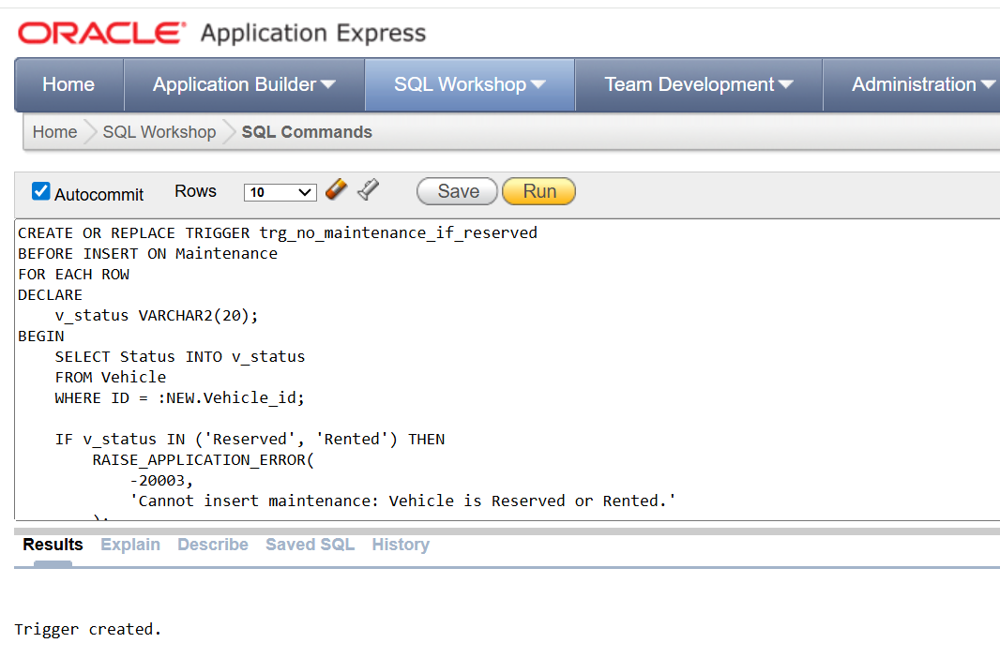 ORACLE® Application Express
Home Application Builder SQL Workshop Team Development Administration
Home SQL Workshop SQL Commands
Autocommit Rows 10 Save Run
CREATE OR REPLACE TRIGGER trg_no_maintenance_if_reserved
BEFORE INSERT ON Maintenance
FOR EACH ROW
DECLARE
    v_status VARCHAR2(20);
BEGIN
    SELECT Status INTO v_status
    FROM Vehicle
    WHERE ID = :NEW.Vehicle_id;

    IF v_status IN ('Reserved', 'Rented') THEN
        RAISE_APPLICATION_ERROR(
            -20003,
            'Cannot insert maintenance: Vehicle is Reserved or Rented.'
        );
Results Explain Describe Saved SQL History
Trigger created.